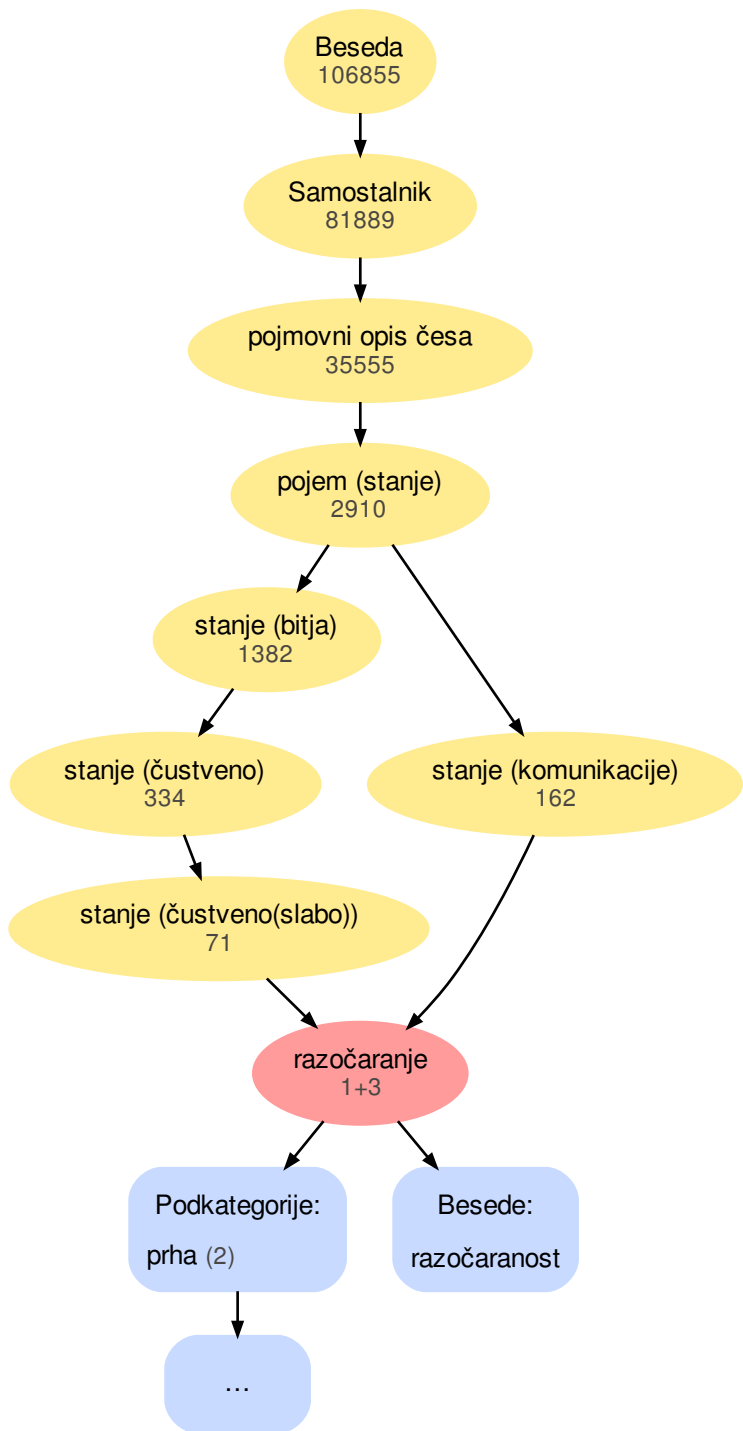 Beseda
106855
Samostalnik
81889
pojmovni opis česa
35555
pojem (stanje)
2910
stanje (bitja)
1382
stanje (čustveno)
334
stanje (komunikacije)
162
stanje (čustveno(slabo))
71
razočaranje
1+3
Podkategorije:
prha (2)
Besede:
razočaranost
...